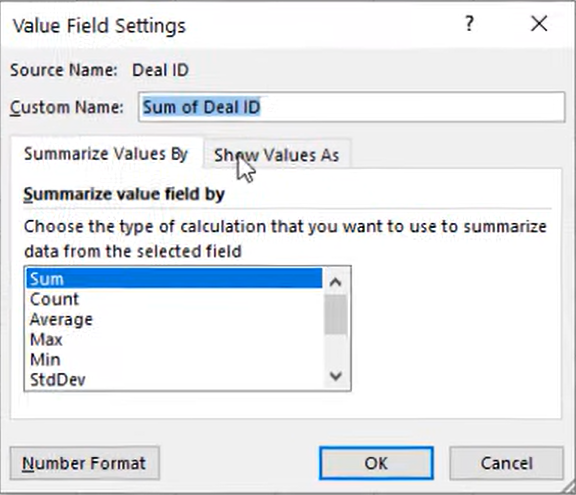 Value Field Settings ? ×
Source Name: Deal ID
Custom Name: Sum of Deal ID
Summarize Values By Show Values As
Summarize value field by
Choose the type of calculation that you want to use to summarize
data from the selected field
Sum
Count
Average
Max
Min
StdDev
Number Format OK Cancel